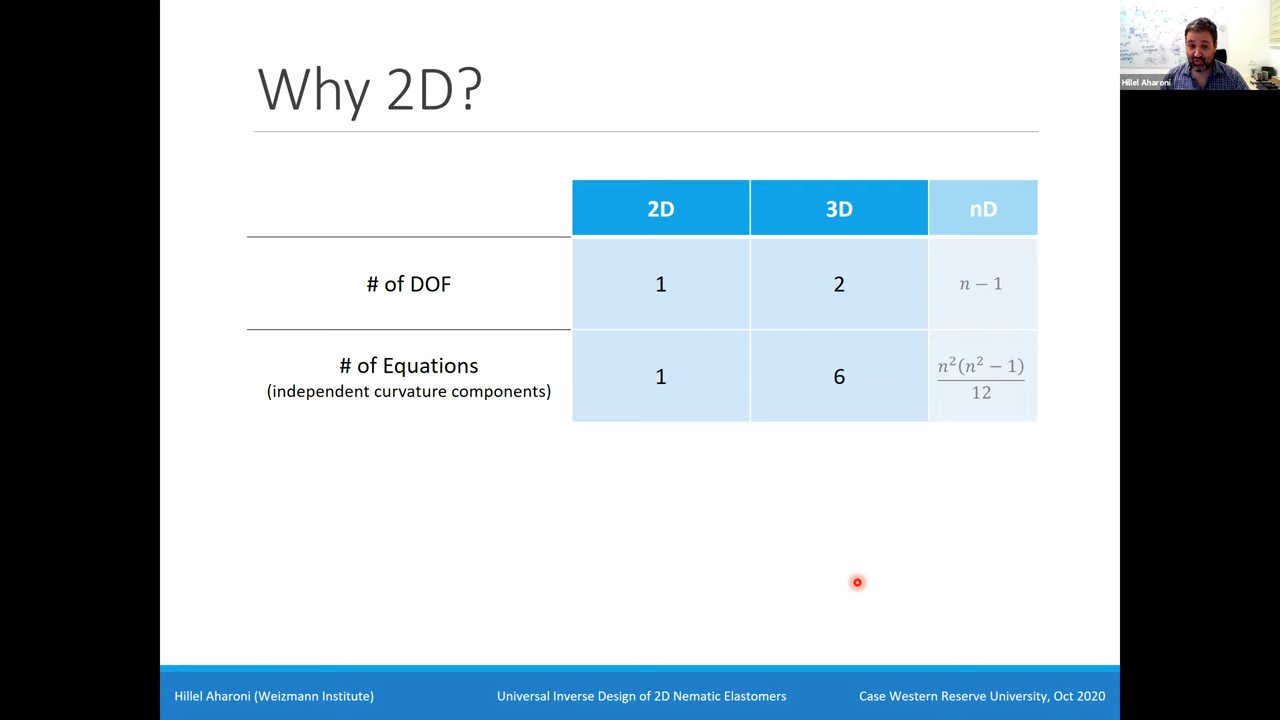 Why 2D?
Hillel Aharoni
2D 3D nD
# of DOF 1 2 n − 1
# of Equations
(independent curvature components)
1 6 n²(n² − 1)
12
Hillel Aharoni (Weizmann Institute) Universal Inverse Design of 2D Nematic Elastomers Case Western Reserve University, Oct 2020